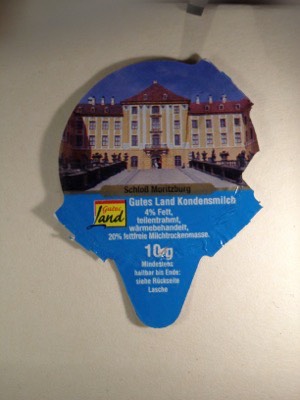 Schloß Moritzburg
Gutes
Land
Gutes Land Kondensmilch
4% Fett,
teilentrahmt,
wärmebehandelt,
20% fettfreie Milchtrockenmasse.
10g
Mindestens
haltbar bis Ende:
siehe Rückseite
Lasche